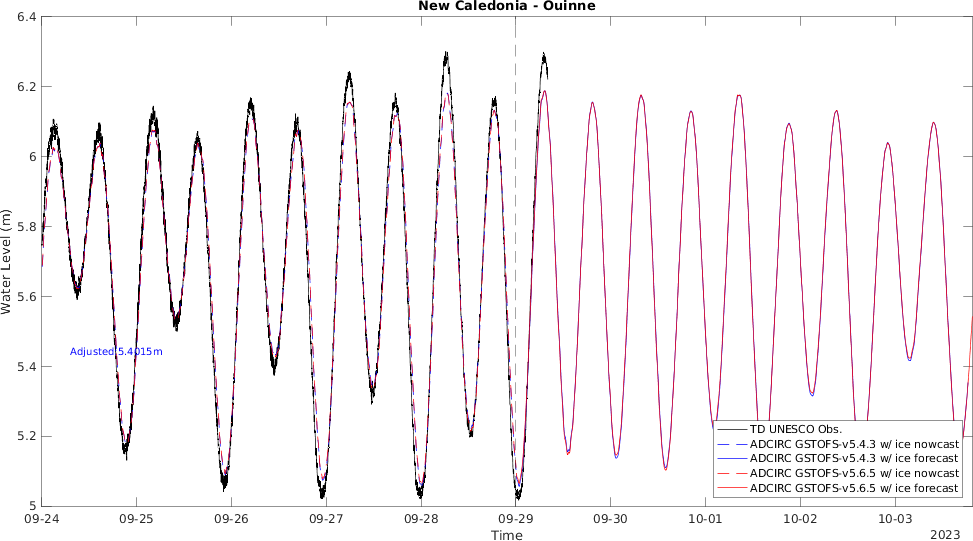 New Caledonia - Ouinne
6.4
6.2
6
5.8
5.6
5.4
5.2
5
Water Level (m)
Adjusted 5.4015m
TD UNESCO Obs.
ADCIRC GSTOFS-v5.4.3 w/ ice nowcast
ADCIRC GSTOFS-v5.4.3 w/ ice forecast
ADCIRC GSTOFS-v5.6.5 w/ ice nowcast
ADCIRC GSTOFS-v5.6.5 w/ ice forecast
09-24 09-25 09-26 09-27 09-28 09-29 09-30 10-01 10-02 10-03
Time
2023